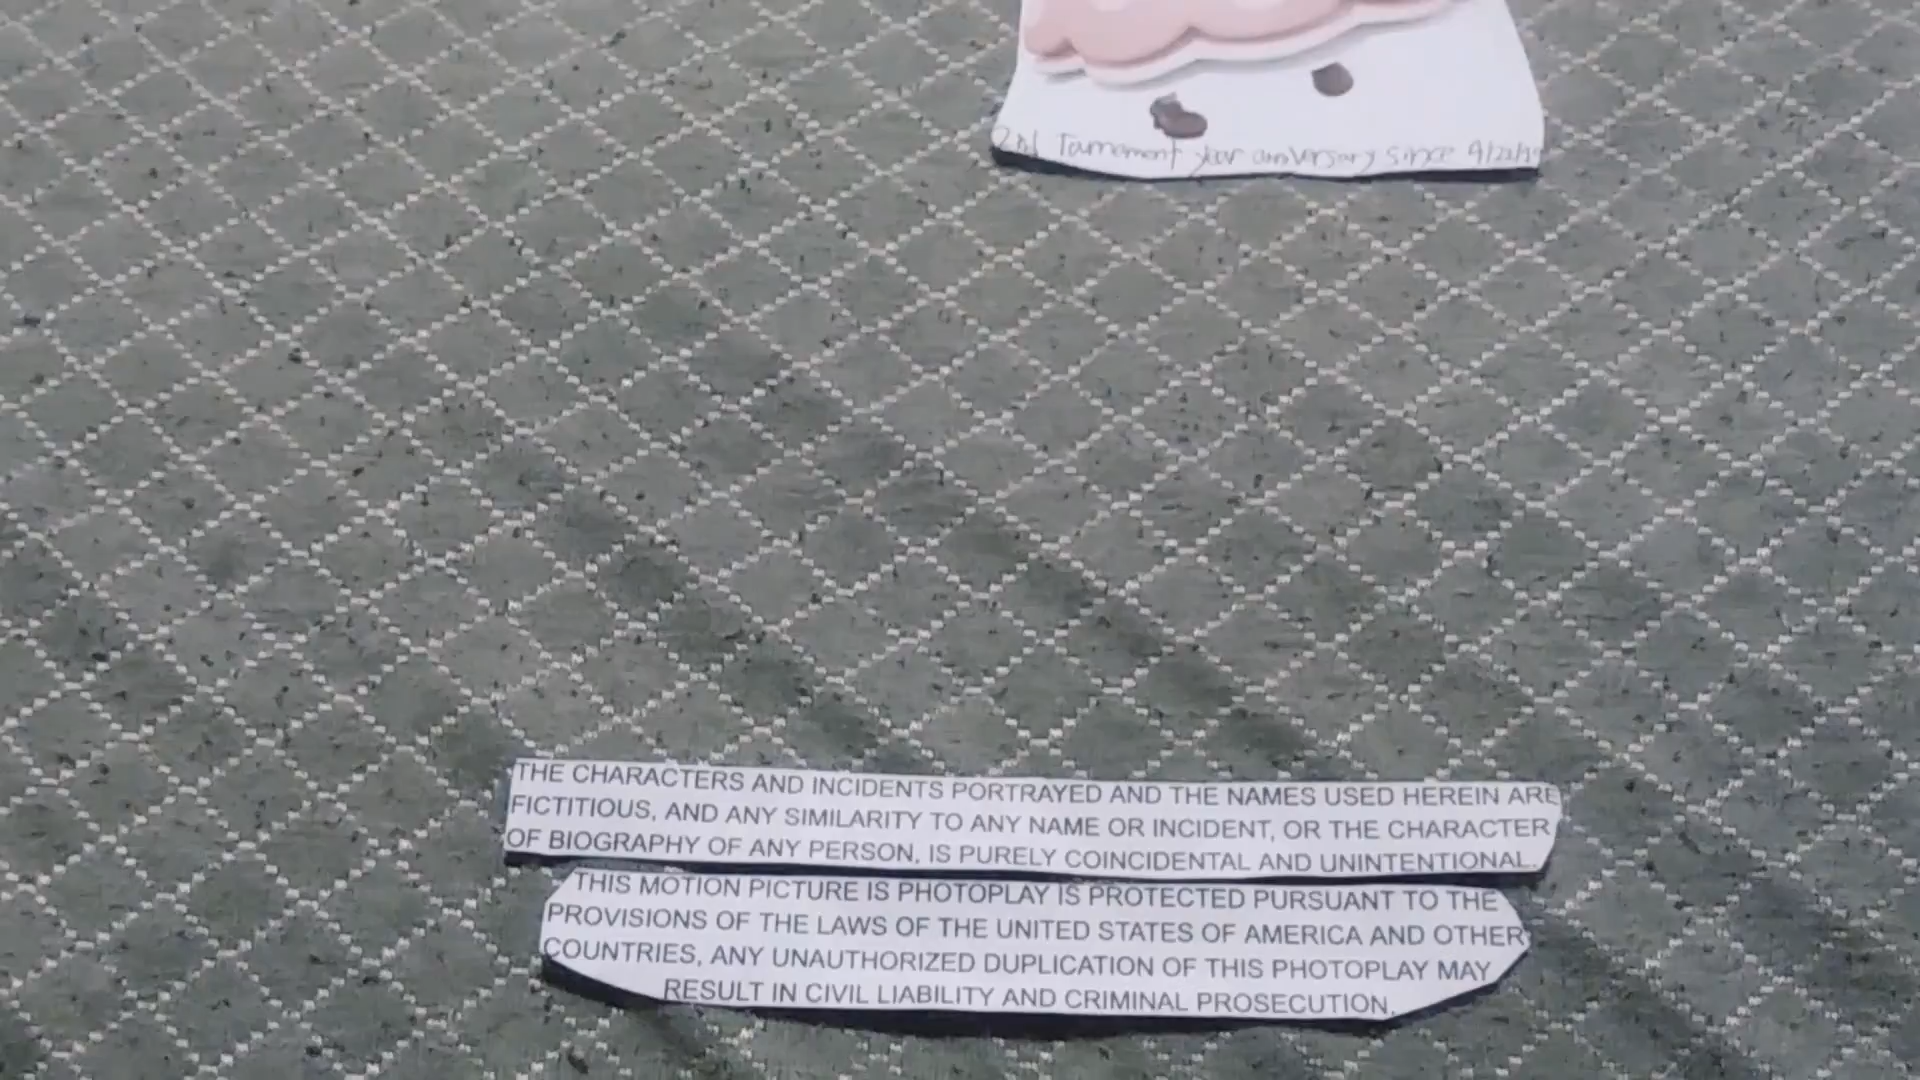 2nd Tarnament year aniversary since 4/22/19
THE CHARACTERS AND INCIDENTS PORTRAYED AND THE NAMES USED HEREIN ARE
FICTITIOUS, AND ANY SIMILARITY TO ANY NAME OR INCIDENT, OR THE CHARACTER
OF BIOGRAPHY OF ANY PERSON, IS PURELY COINCIDENTAL AND UNINTENTIONAL.
THIS MOTION PICTURE IS PHOTOPLAY IS PROTECTED PURSUANT TO THE
PROVISIONS OF THE LAWS OF THE UNITED STATES OF AMERICA AND OTHER
COUNTRIES, ANY UNAUTHORIZED DUPLICATION OF THIS PHOTOPLAY MAY
RESULT IN CIVIL LIABILITY AND CRIMINAL PROSECUTION.